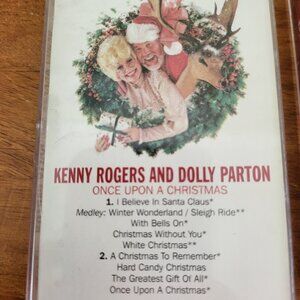 KENNY ROGERS AND DOLLY PARTON
ONCE UPON A CHRISTMAS
1. I Believe In Santa Claus*
Medley: Winter Wonderland / Sleigh Ride**
With Bells On*
Christmas Without You*
White Christmas**
2. A Christmas To Remember*
Hard Candy Christmas
The Greatest Gift Of All*
Once Upon A Christmas*